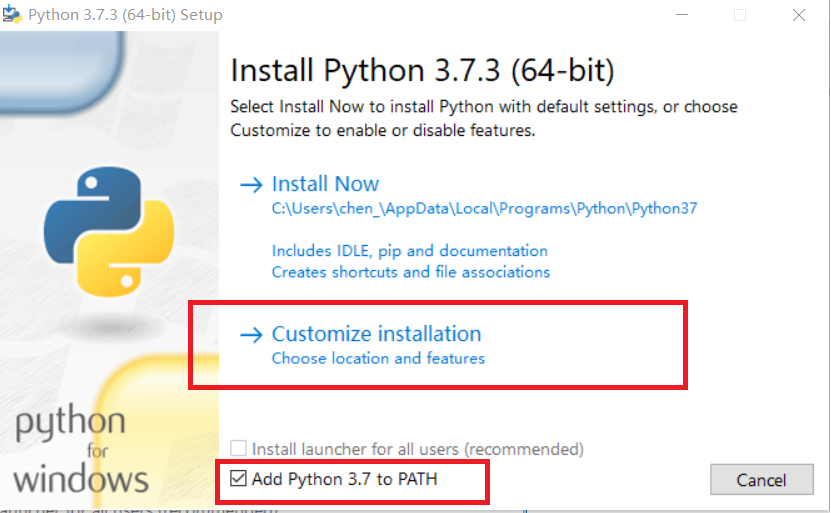 Python 3.7.3 (64-bit) Setup
Install Python 3.7.3 (64-bit)
Select Install Now to install Python with default settings, or choose
Customize to enable or disable features.
Install Now
C:\Users\chen_\AppData\Local\Programs\Python\Python37
Includes IDLE, pip and documentation
Creates shortcuts and file associations
Customize installation
Choose location and features
python
for
windows
Install launcher for all users (recommended)
Add Python 3.7 to PATH
Cancel